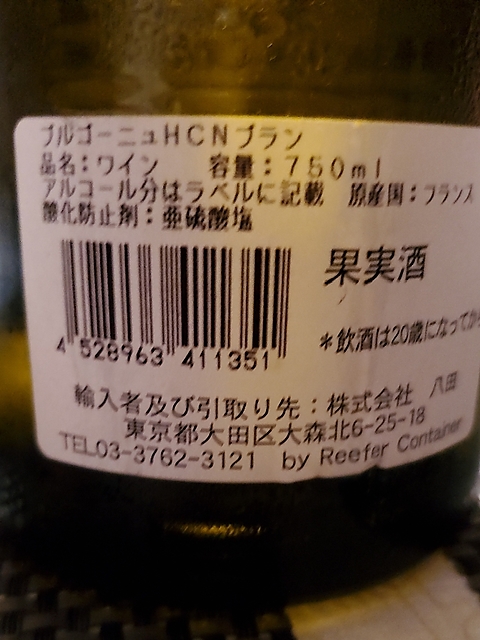 ブルゴーニュHCNブラン
品名：ワイン　容量：750ml
アルコール分はラベルに記載　原産国：フランス
酸化防止剤：亜硫酸塩
果実酒
4 528963 411351
＊飲酒は20歳になってか
輸入者及び引取り先：株式会社 八田
東京都大田区大森北6-25-18
TEL03-3762-3121 by Reefer Container